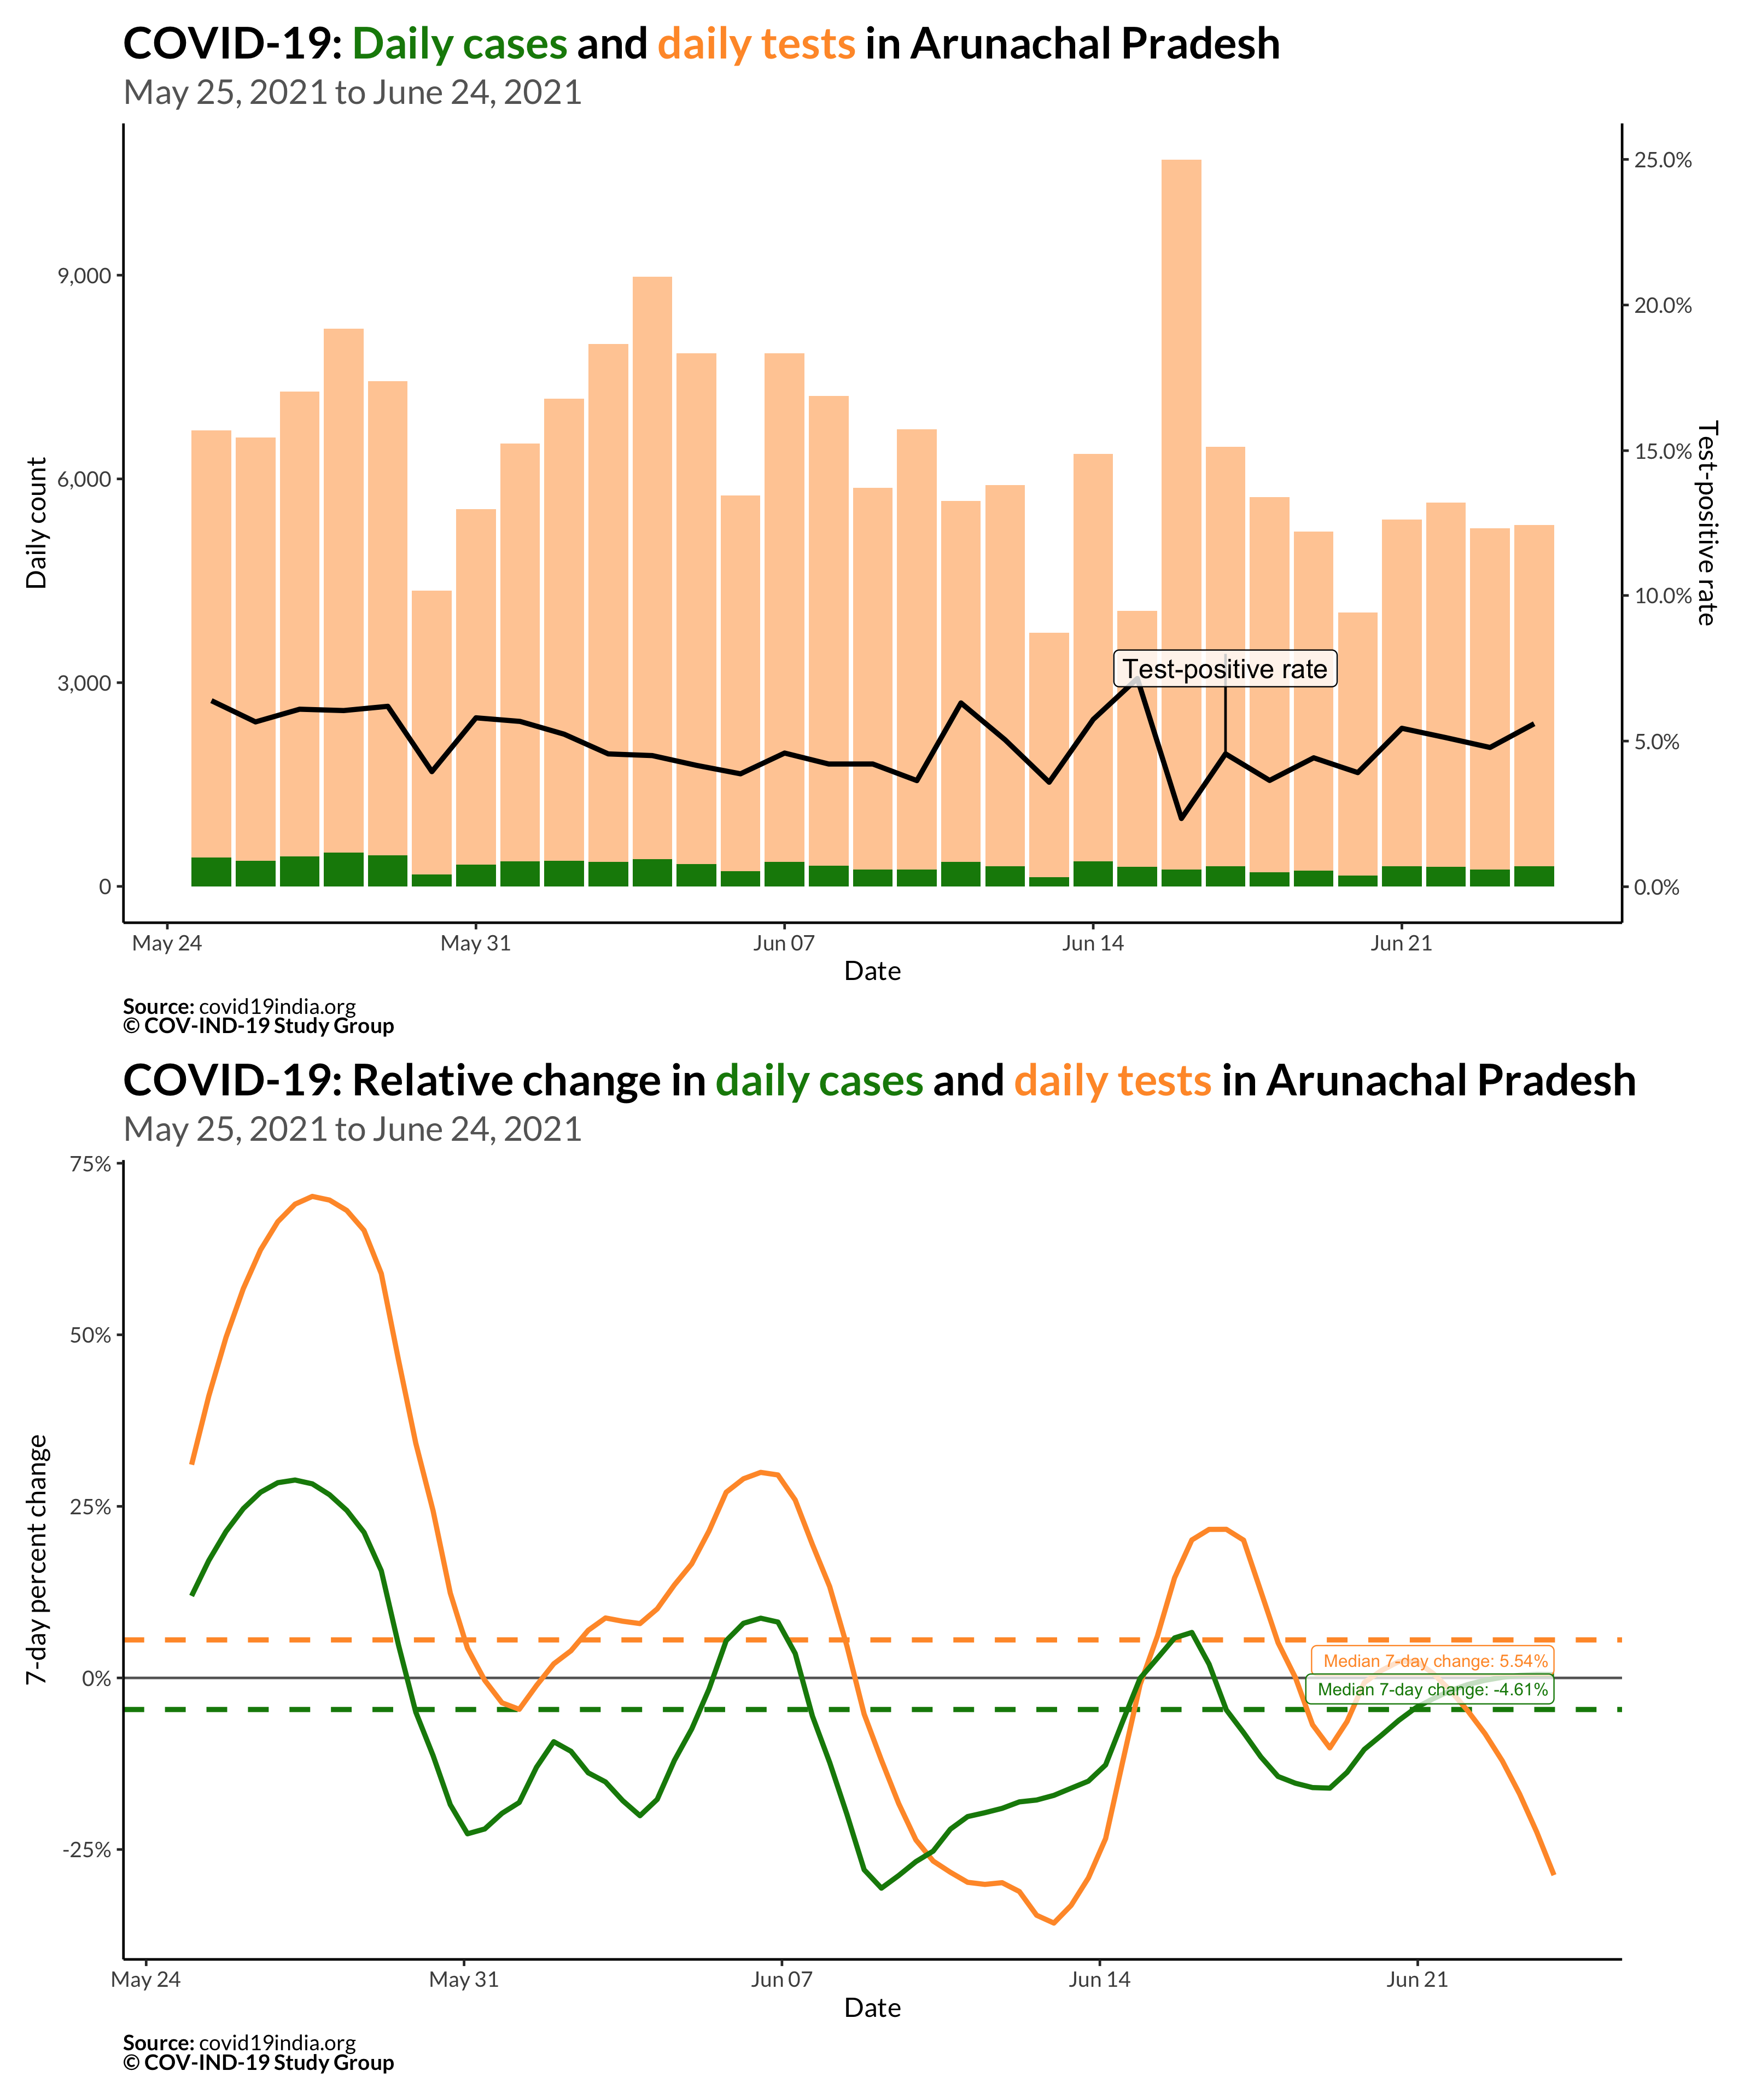 COVID-19: Daily cases and daily tests in Arunachal Pradesh
May 25, 2021 to June 24, 2021
Daily count
9,000
6,000
3,000
0
25.0%
20.0%
15.0%
10.0%
5.0%
0.0%
Test-positive rate
Test-positive rate
May 24
May 31
Jun 07
Jun 14
Jun 21
Date
Source: covid19india.org
© COV-IND-19 Study Group
COVID-19: Relative change in daily cases and daily tests in Arunachal Pradesh
May 25, 2021 to June 24, 2021
7-day percent change
75%
50%
25%
0%
-25%
Median 7-day change: 5.54%
Median 7-day change: -4.61%
May 24
May 31
Jun 07
Jun 14
Jun 21
Date
Source: covid19india.org
© COV-IND-19 Study Group